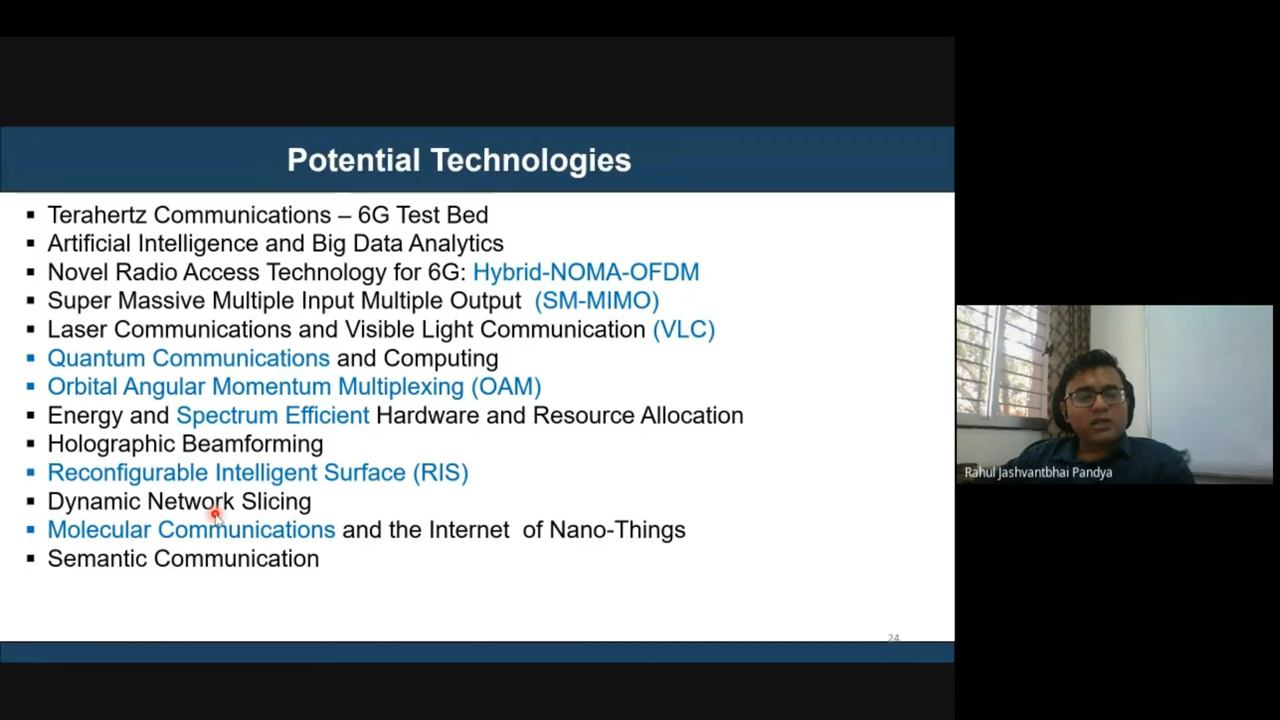 Potential Technologies
▪ Terahertz Communications – 6G Test Bed
▪ Artificial Intelligence and Big Data Analytics
▪ Novel Radio Access Technology for 6G: Hybrid-NOMA-OFDM
▪ Super Massive Multiple Input Multiple Output (SM-MIMO)
▪ Laser Communications and Visible Light Communication (VLC)
▪ Quantum Communications and Computing
▪ Orbital Angular Momentum Multiplexing (OAM)
▪ Energy and Spectrum Efficient Hardware and Resource Allocation
▪ Holographic Beamforming
▪ Reconfigurable Intelligent Surface (RIS)
▪ Dynamic Network Slicing
▪ Molecular Communications and the Internet of Nano-Things
▪ Semantic Communication
24
Rahul Jashvantbhai Pandya